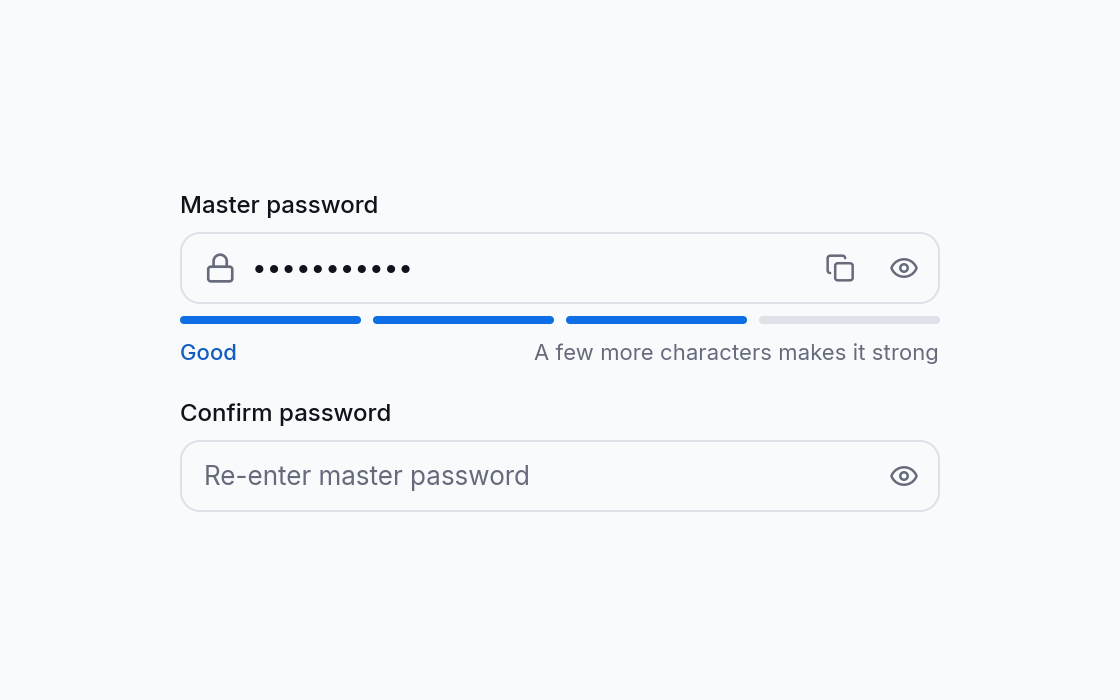 Master password
•••••••••••
Good
A few more characters makes it strong
Confirm password
Re-enter master password